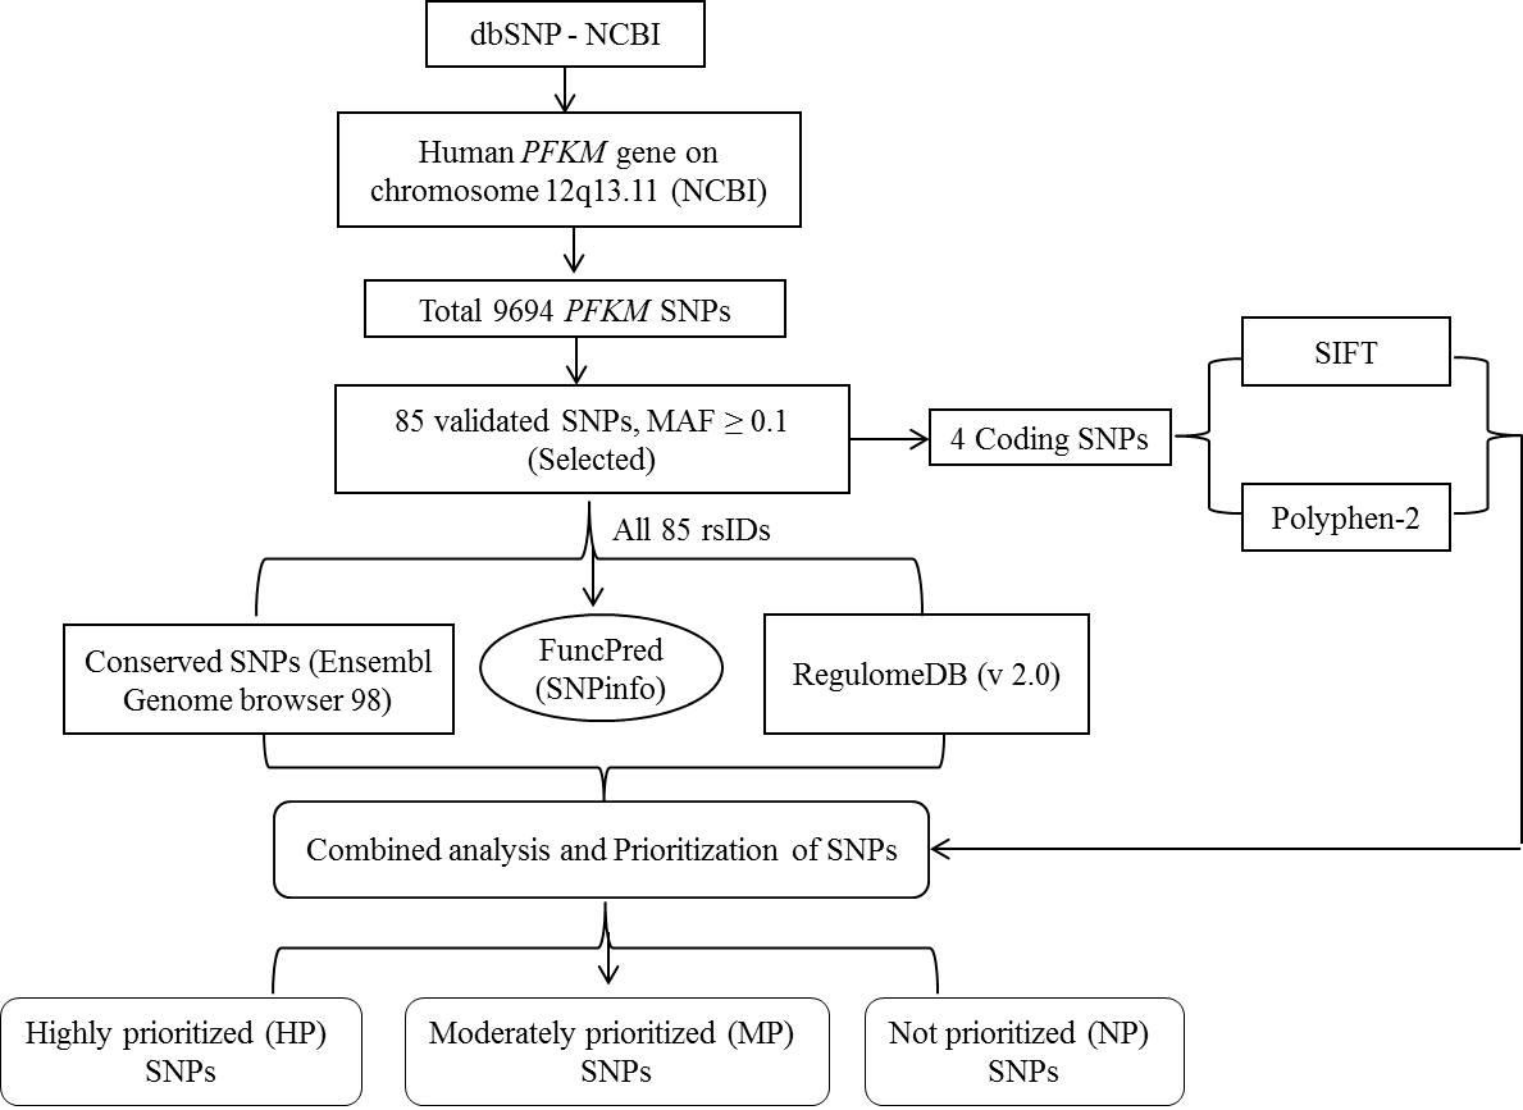 dbSNP - NCBI
Human PFKM gene on
chromosome 12q13.11 (NCBI)
Total 9694 PFKM SNPs
85 validated SNPs, MAF ≥ 0.1
(Selected)
4 Coding SNPs
SIFT
Polyphen-2
All 85 rsIDs
Conserved SNPs (Ensembl
Genome browser 98)
FuncPred
(SNPinfo)
RegulomeDB (v 2.0)
Combined analysis and Prioritization of SNPs
Highly prioritized (HP)
SNPs
Moderately prioritized (MP)
SNPs
Not prioritized (NP)
SNPs